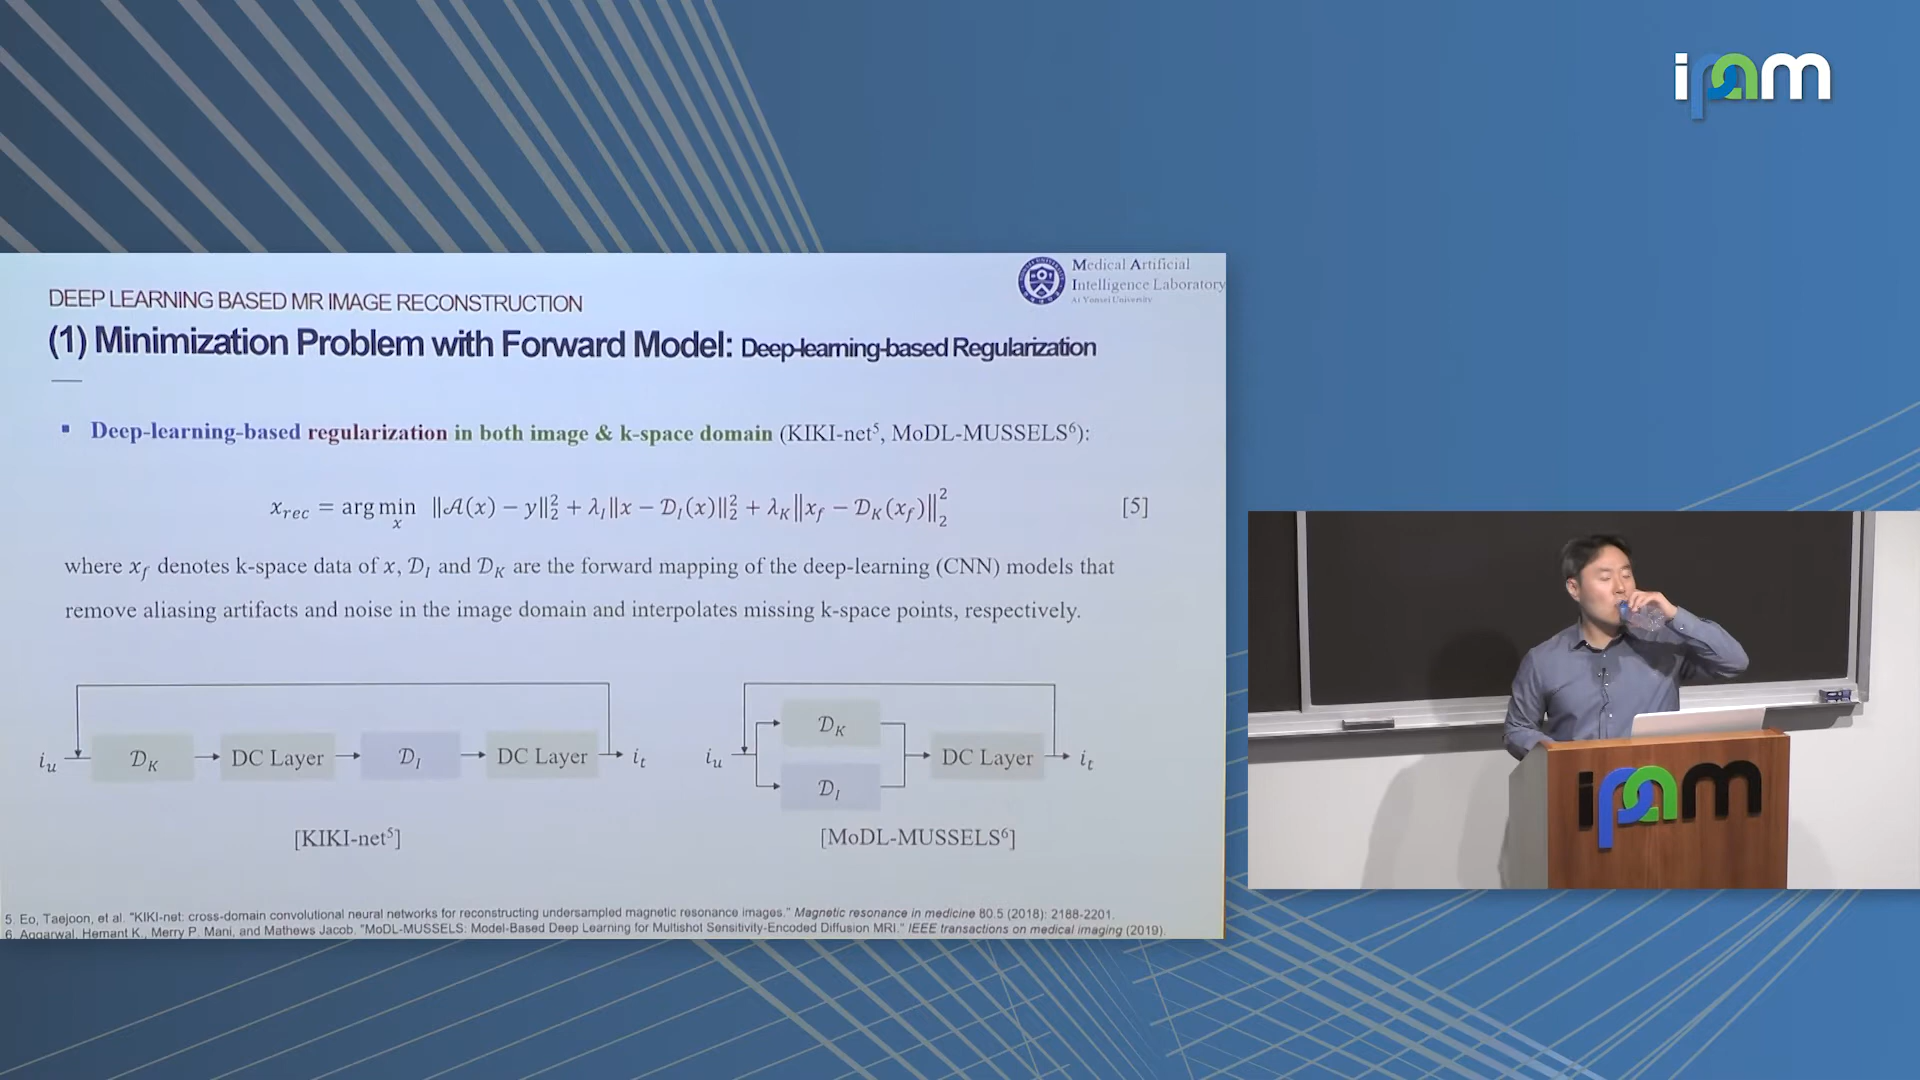 ipam
Medical Artificial
Intelligence Laboratory
At Yonsei University
DEEP LEARNING BASED MR IMAGE RECONSTRUCTION
(1) Minimization Problem with Forward Model: Deep-learning-based Regularization
▪ Deep-learning-based regularization in both image & k-space domain (KIKI-net⁵, MoDL-MUSSELS⁶):
x_rec = arg min_x ‖𝒜(x) − y‖₂² + λ_I‖x − 𝒟_I(x)‖₂² + λ_K‖x_f − 𝒟_K(x_f)‖₂² [5]
where x_f denotes k-space data of x, 𝒟_I and 𝒟_K are the forward mapping of the deep-learning (CNN) models that
remove aliasing artifacts and noise in the image domain and interpolates missing k-space points, respectively.
i_u 𝒟_K DC Layer 𝒟_I DC Layer i_t
[KIKI-net⁵]
i_u 𝒟_K 𝒟_I DC Layer i_t
[MoDL-MUSSELS⁶]
5. Eo, Taejoon, et al. "KIKI-net: cross-domain convolutional neural networks for reconstructing undersampled magnetic resonance images." Magnetic resonance in medicine 80.5 (2018): 2188-2201.
6. Aggarwal, Hemant K., Merry P. Mani, and Mathews Jacob. "MoDL-MUSSELS: Model-Based Deep Learning for Multishot Sensitivity-Encoded Diffusion MRI." IEEE transactions on medical imaging (2019).
ipam